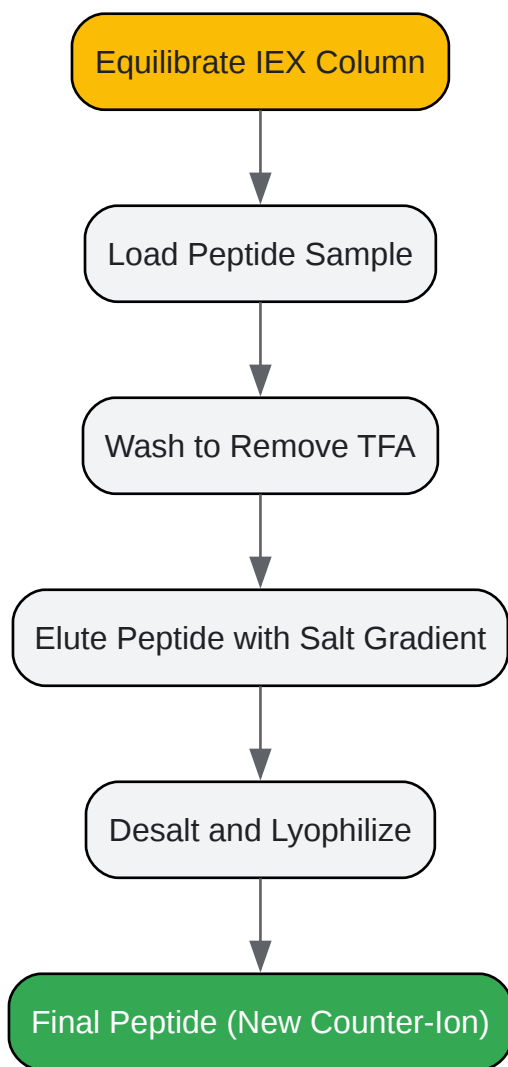 Equilibrate IEX Column
Load Peptide Sample
Wash to Remove TFA
Elute Peptide with Salt Gradient
Desalt and Lyophilize
Final Peptide (New Counter-Ion)